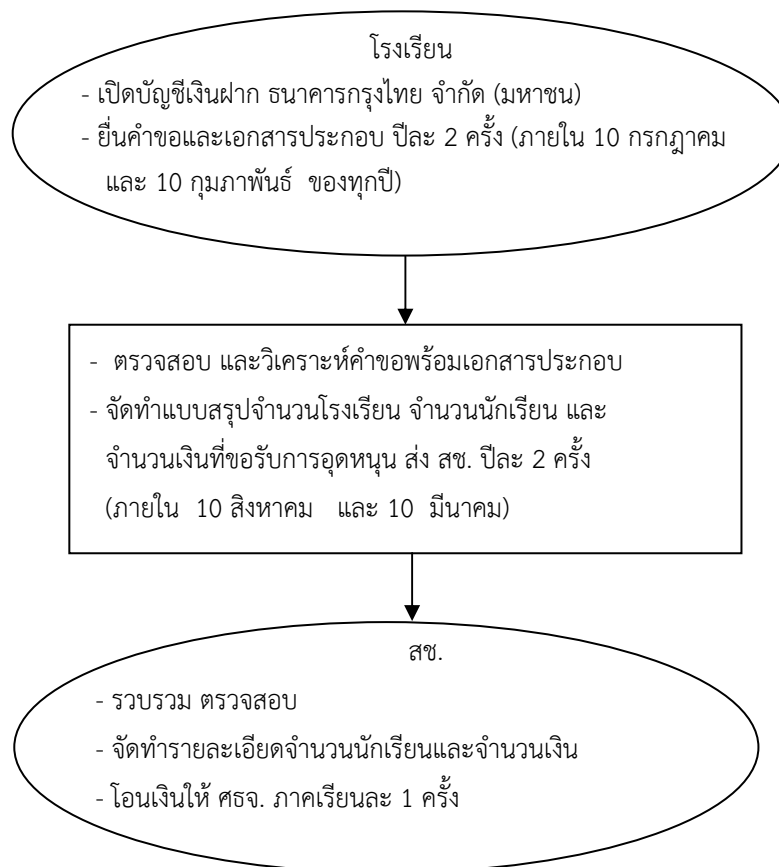 โรงเรียน
- เปิดบัญชีเงินฝาก ธนาคารกรุงไทย จำกัด (มหาชน)
- ยื่นคำขอและเอกสารประกอบ ปีละ 2 ครั้ง (ภายใน 10 กรกฎาคม
และ 10 กุมภาพันธ์ ของทุกปี)
- ตรวจสอบ และวิเคราะห์คำขอพร้อมเอกสารประกอบ
- จัดทำแบบสรุปจำนวนโรงเรียน จำนวนนักเรียน และ
จำนวนเงินที่ขอรับการอุดหนุน ส่ง สช. ปีละ 2 ครั้ง
(ภายใน 10 สิงหาคม และ 10 มีนาคม)
สช.
- รวบรวม ตรวจสอบ
- จัดทำรายละเอียดจำนวนนักเรียนและจำนวนเงิน
- โอนเงินให้ ศธจ. ภาคเรียนละ 1 ครั้ง